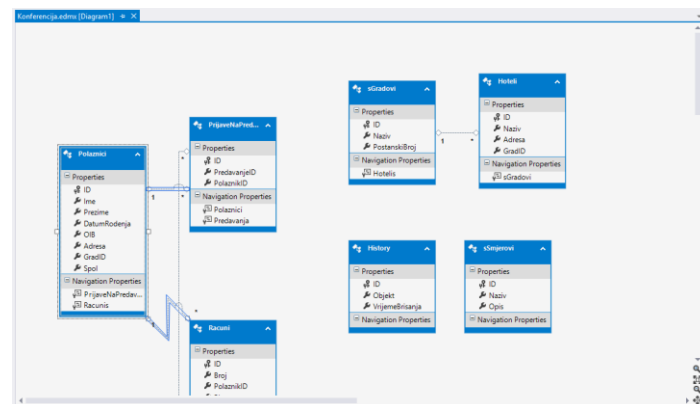 Konferencija.edmx [Diagram1]
sGradovi
Properties
ID
Naziv
PostanskiBroj
Navigation Properties
Hotelis
1
*
Hoteli
Properties
ID
Naziv
Adresa
GradID
Navigation Properties
sGradovi
PrijaveNaPred...
Properties
ID
PredavanjeID
PolaznikID
Navigation Properties
Polaznici
Predavanja
*
*
1
Polaznici
Properties
ID
Ime
Prezime
DatumRodenja
OIB
Adresa
GradID
Spol
Navigation Properties
PrijaveNaPredav...
Racunis
1
*
History
Properties
ID
Objekt
VrijemeBrisanja
Navigation Properties
sSmjerovi
Properties
ID
Naziv
Opis
Navigation Properties
Racuni
Properties
ID
Broj
PolaznikID